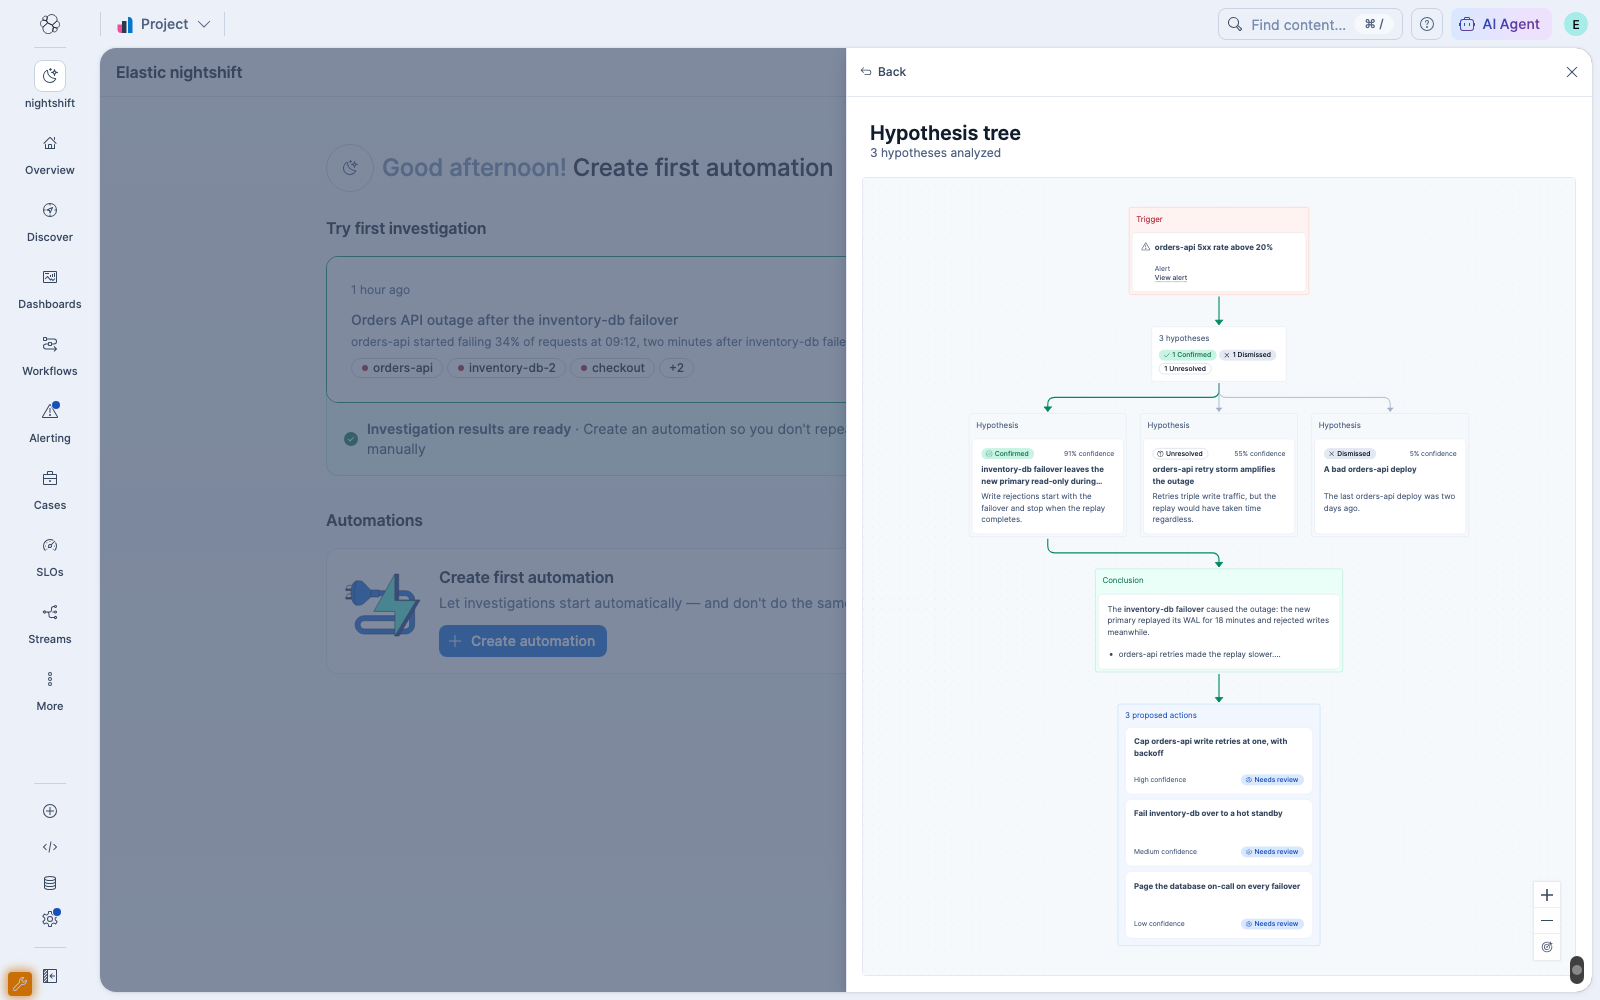 Project
Find content...
⌘ /
AI Agent
E
nightshift
Overview
Discover
Dashboards
Workflows
Alerting
Cases
SLOs
Streams
More
Elastic nightshift
Good afternoon! Create first automation
Try first investigation
1 hour ago
Orders API outage after the inventory-db failover
orders-api started failing 34% of requests at 09:12, two minutes after inventory-db faile
orders-api
inventory-db-2
checkout
+2
Investigation results are ready · Create an automation so you don't repea
manually
Automations
Create first automation
Let investigations start automatically — and don't do the same
Create automation
Back
Hypothesis tree
3 hypotheses analyzed
Trigger
orders-api 5xx rate above 20%
Alert
View alert
3 hypotheses
1 Confirmed
1 Dismissed
1 Unresolved
Hypothesis
Confirmed
91% confidence
inventory-db failover leaves the
new primary read-only during...
Write rejections start with the
failover and stop when the replay
completes.
Hypothesis
Unresolved
55% confidence
orders-api retry storm amplifies
the outage
Retries triple write traffic, but the
replay would have taken time
regardless.
Hypothesis
Dismissed
5% confidence
A bad orders-api deploy
The last orders-api deploy was two
days ago.
Conclusion
The inventory-db failover caused the outage: the new
primary replayed its WAL for 18 minutes and rejected writes
meanwhile.
• orders-api retries made the replay slower....
3 proposed actions
Cap orders-api write retries at one, with
backoff
High confidence
Needs review
Fail inventory-db over to a hot standby
Medium confidence
Needs review
Page the database on-call on every failover
Low confidence
Needs review